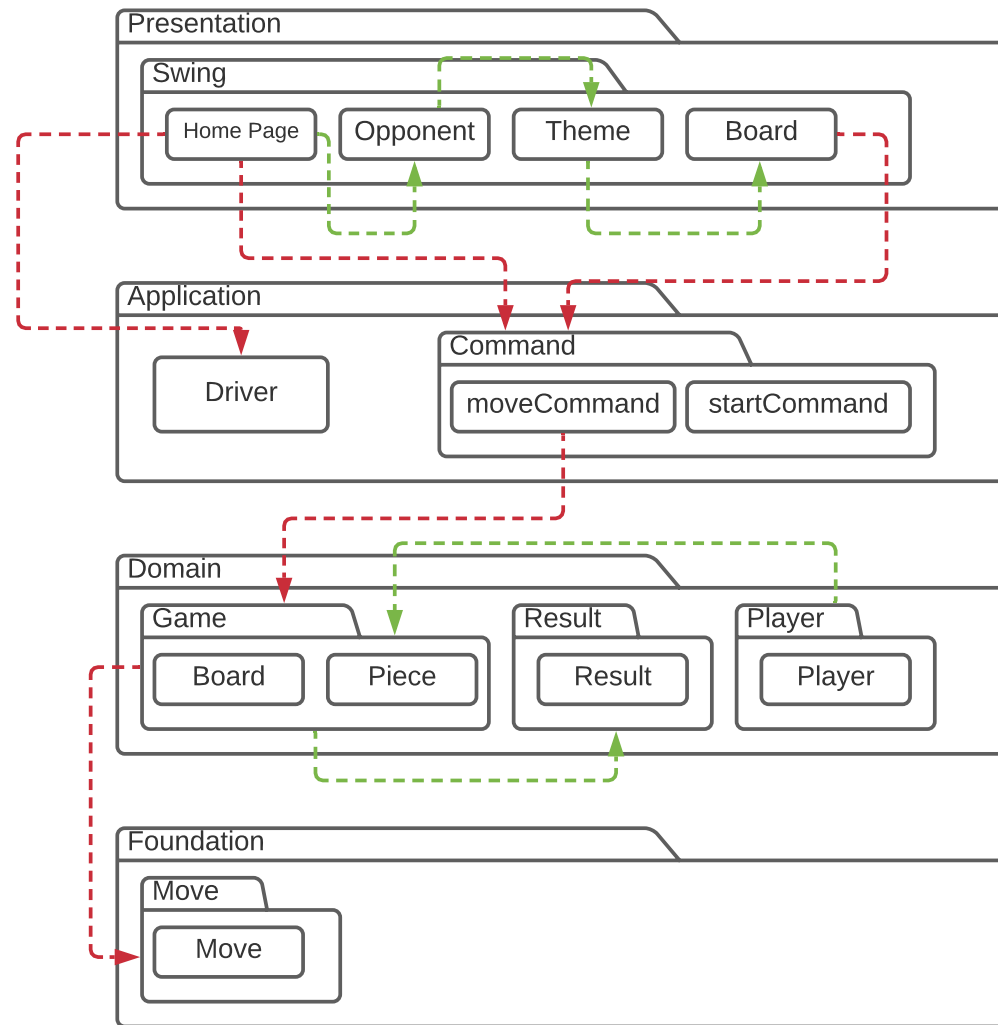 Presentation
Swing
Home Page
Opponent
Theme
Board
Application
Driver
Command
moveCommand
startCommand
Domain
Game
Board
Piece
Result
Result
Player
Player
Foundation
Move
Move